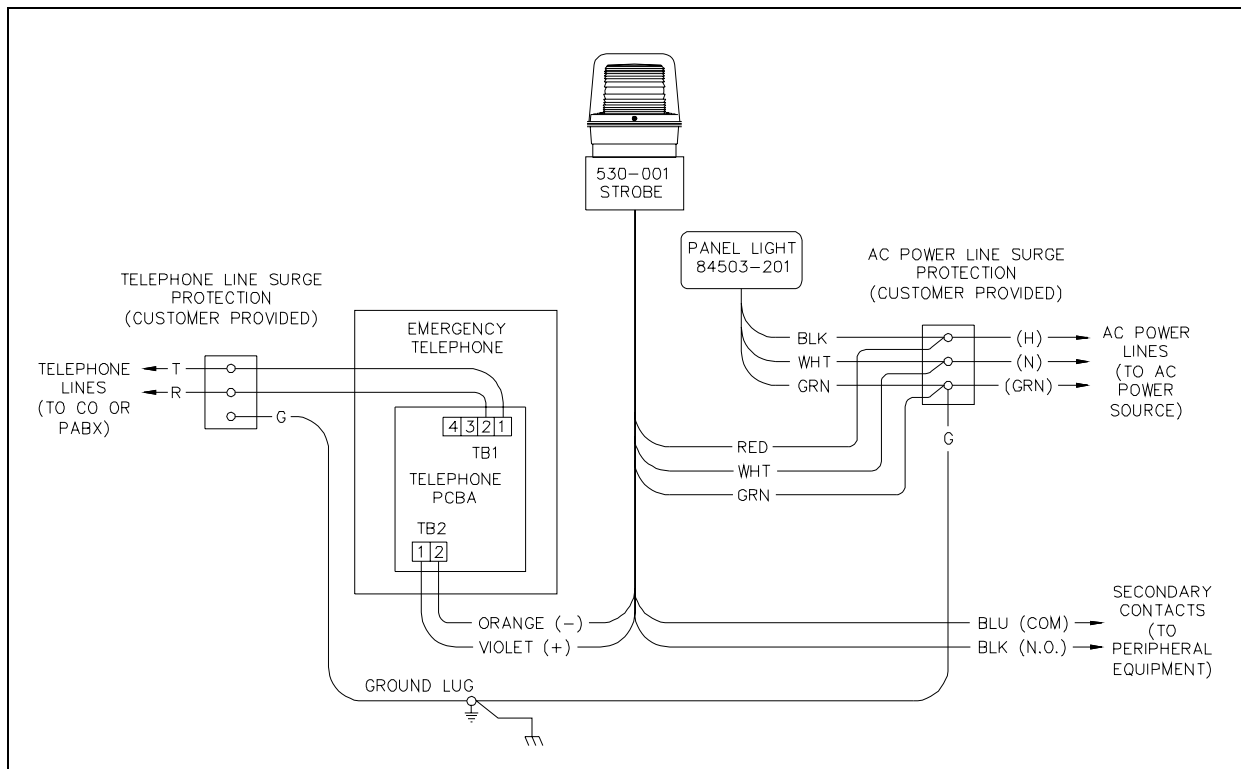 530-001
STROBE
PANEL LIGHT
84503-201
AC POWER LINE SURGE
PROTECTION
(CUSTOMER PROVIDED)
TELEPHONE LINE SURGE
PROTECTION
(CUSTOMER PROVIDED)
EMERGENCY
TELEPHONE
BLK
(H)
WHT
(N)
GRN
(GRN)
AC POWER
LINES
(TO AC
POWER
SOURCE)
TELEPHONE
LINES
(TO CO OR
PABX)
T
R
G
4 3 2 1
TB1
TELEPHONE
PCBA
TB2
1 2
RED
WHT
GRN
G
ORANGE (-)
VIOLET (+)
BLU (COM)
BLK (N.O.)
SECONDARY
CONTACTS
(TO
PERIPHERAL
EQUIPMENT)
GROUND LUG